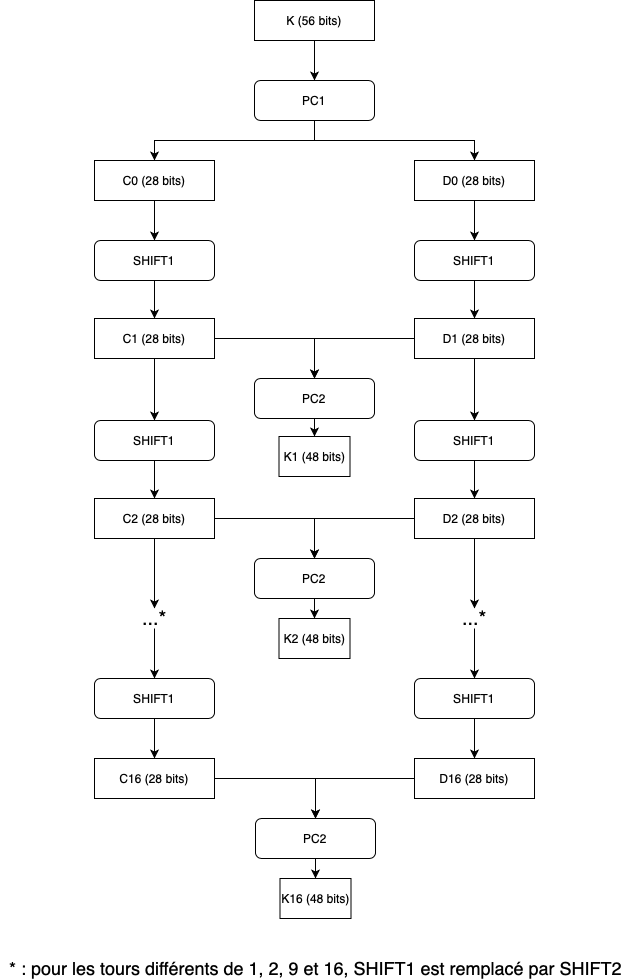 K (56 bits)
PC1
C0 (28 bits)
D0 (28 bits)
SHIFT1
SHIFT1
C1 (28 bits)
D1 (28 bits)
PC2
K1 (48 bits)
SHIFT1
SHIFT1
C2 (28 bits)
D2 (28 bits)
PC2
K2 (48 bits)
...*
...*
SHIFT1
SHIFT1
C16 (28 bits)
D16 (28 bits)
PC2
K16 (48 bits)
* : pour les tours différents de 1, 2, 9 et 16, SHIFT1 est remplacé par SHIFT2